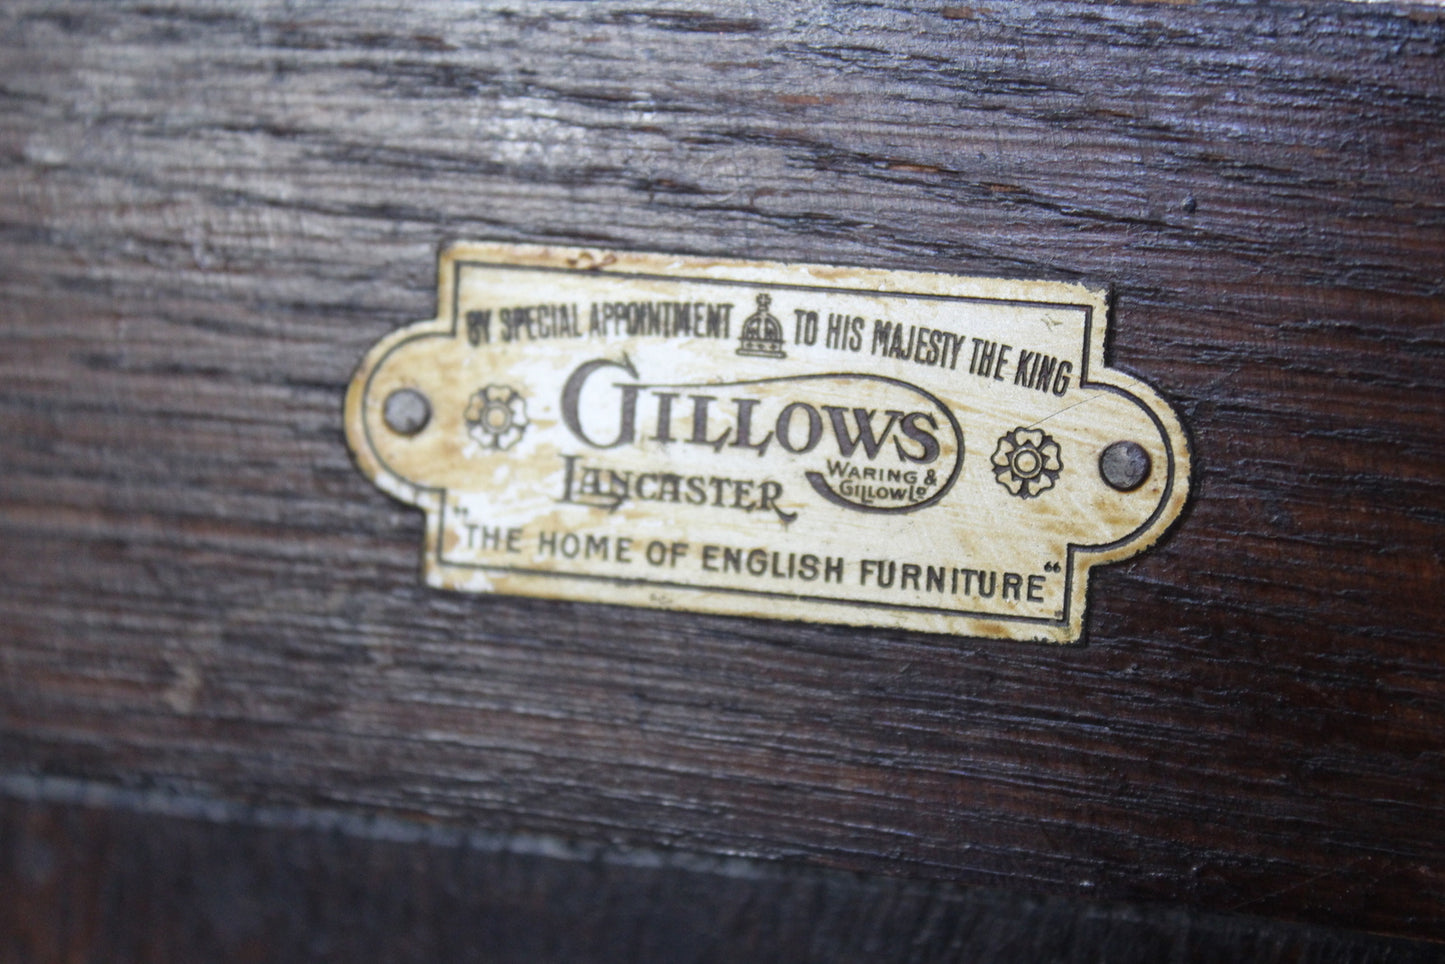 BY SPECIAL APPOINTMENT TO HIS MAJESTY THE KING
GILLOWS
LANCASTER
WARING &
GILLOW LD
"THE HOME OF ENGLISH FURNITURE"